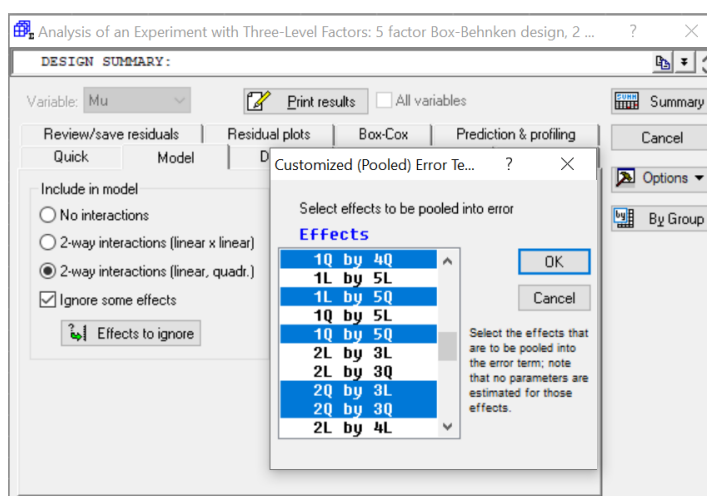 Analysis of an Experiment with Three-Level Factors: 5 factor Box-Behnken design, 2 ...
DESIGN SUMMARY:
Variable: Mu
Print results
All variables
Summary
Review/save residuals
Residual plots
Box-Cox
Prediction & profiling
Cancel
Quick
Model
D
Customized (Pooled) Error Te...
Options
Include in model
No interactions
2-way interactions (linear x linear)
2-way interactions (linear, quadr.)
Ignore some effects
Effects to ignore
By Group
Select effects to be pooled into error
Effects
1Q by 4Q
1L by 5L
1L by 5Q
1Q by 5L
1Q by 5Q
2L by 3L
2L by 3Q
2Q by 3L
2Q by 3Q
2L by 4L
OK
Cancel
Select the effects that
are to be pooled into
the error term; note
that no parameters are
estimated for those
effects.